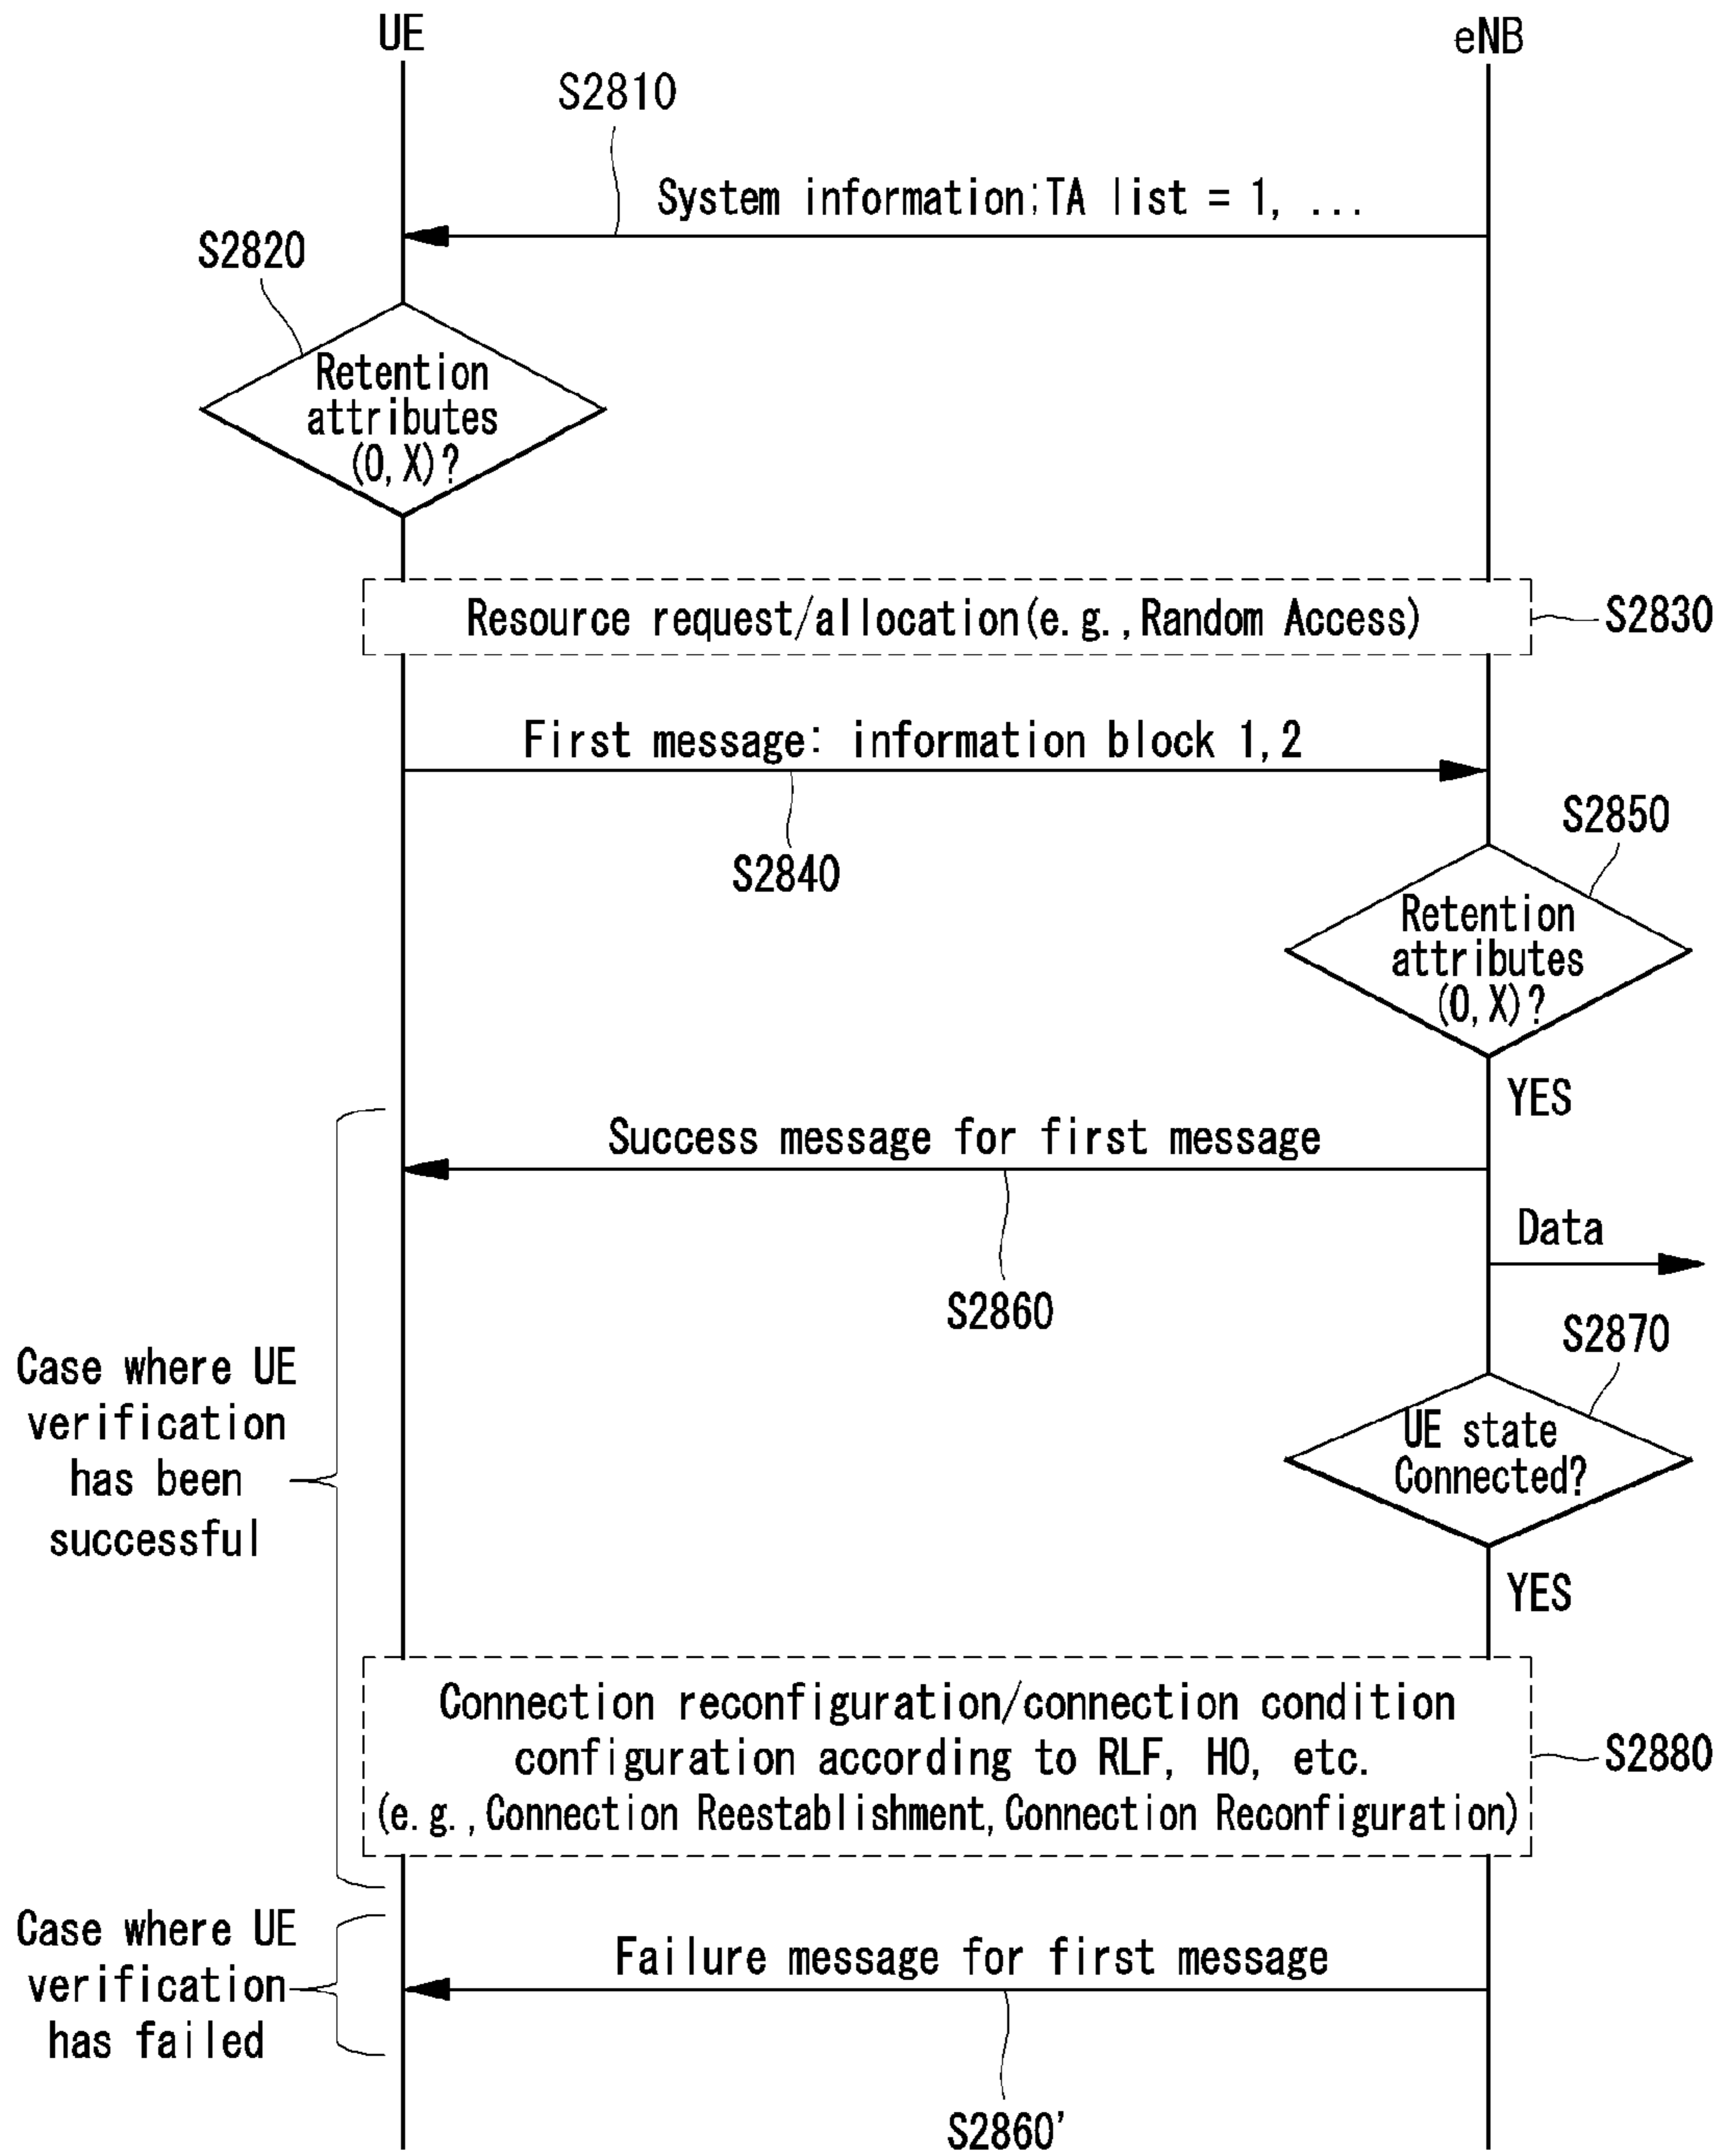 UE
eNB
S2810
System information;TA list = 1, ...
S2820
Retention
attributes
(O, X)?
Resource request/allocation(e.g.,Random Access)
S2830
First message: information block 1,2
S2840
S2850
Retention
attributes
(O, X)?
YES
Success message for first message
S2860
Data
S2870
Case where UE
verification
has been
successful
UE state
Connected?
YES
Connection reconfiguration/connection condition
configuration according to RLF, HO, etc.
(e.g.,Connection Reestablishment,Connection Reconfiguration)
S2880
Case where UE
verification
has failed
Failure message for first message
S2860'